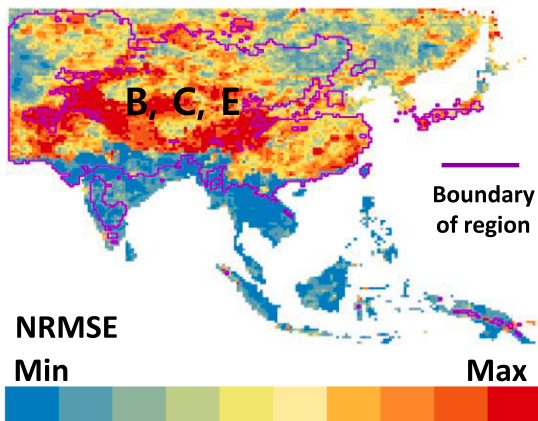 B, C, E
Boundary
of region
NRMSE
Min
Max